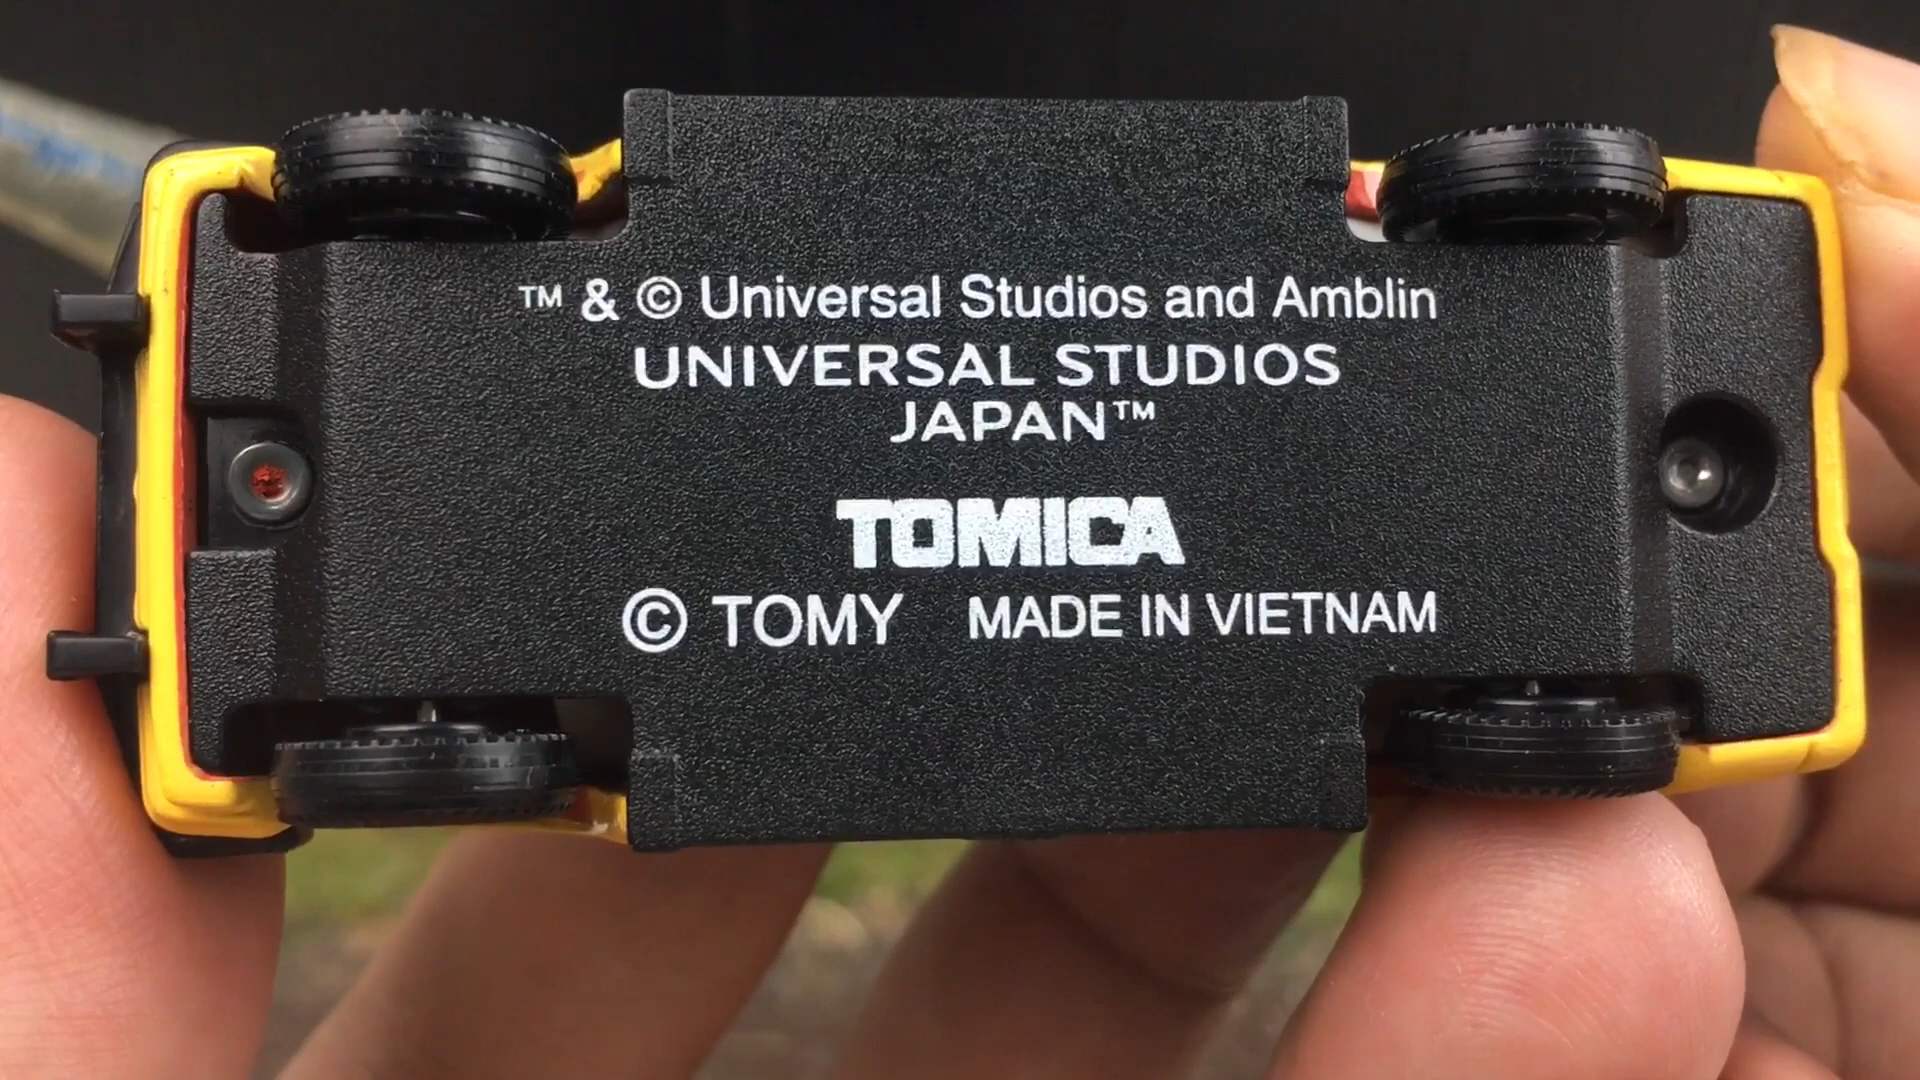 ™ & © Universal Studios and Amblin
UNIVERSAL STUDIOS
JAPAN™
TOMICA
© TOMY MADE IN VIETNAM